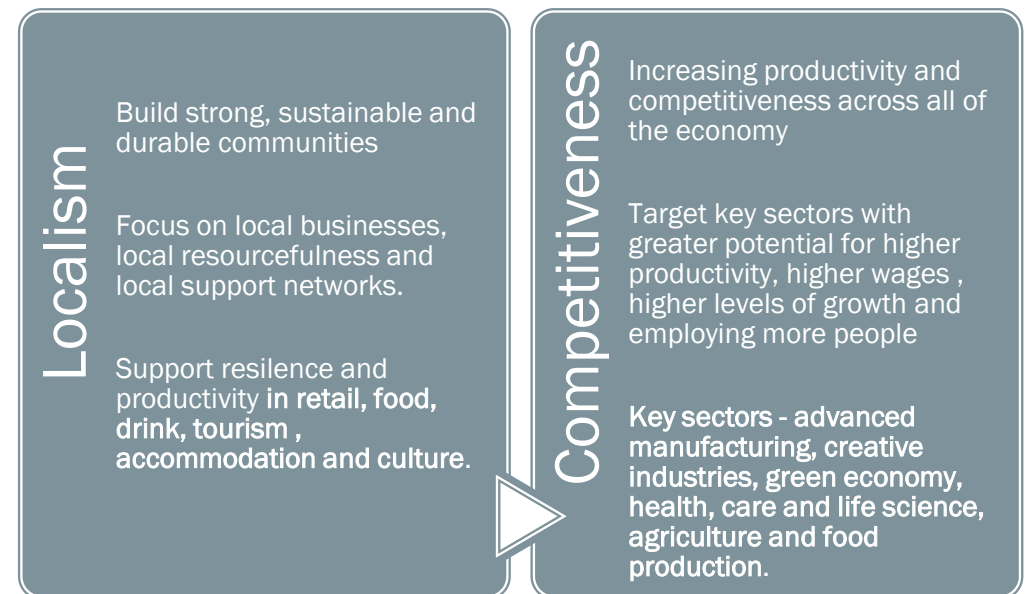 Localism
Build strong, sustainable and
durable communities
Focus on local businesses,
local resourcefulness and
local support networks.
Support resilence and
productivity in retail, food,
drink, tourism ,
accommodation and culture.
Competitiveness
Increasing productivity and
competitiveness across all of
the economy
Target key sectors with
greater potential for higher
productivity, higher wages ,
higher levels of growth and
employing more people
Key sectors - advanced
manufacturing, creative
industries, green economy,
health, care and life science,
agriculture and food
production.